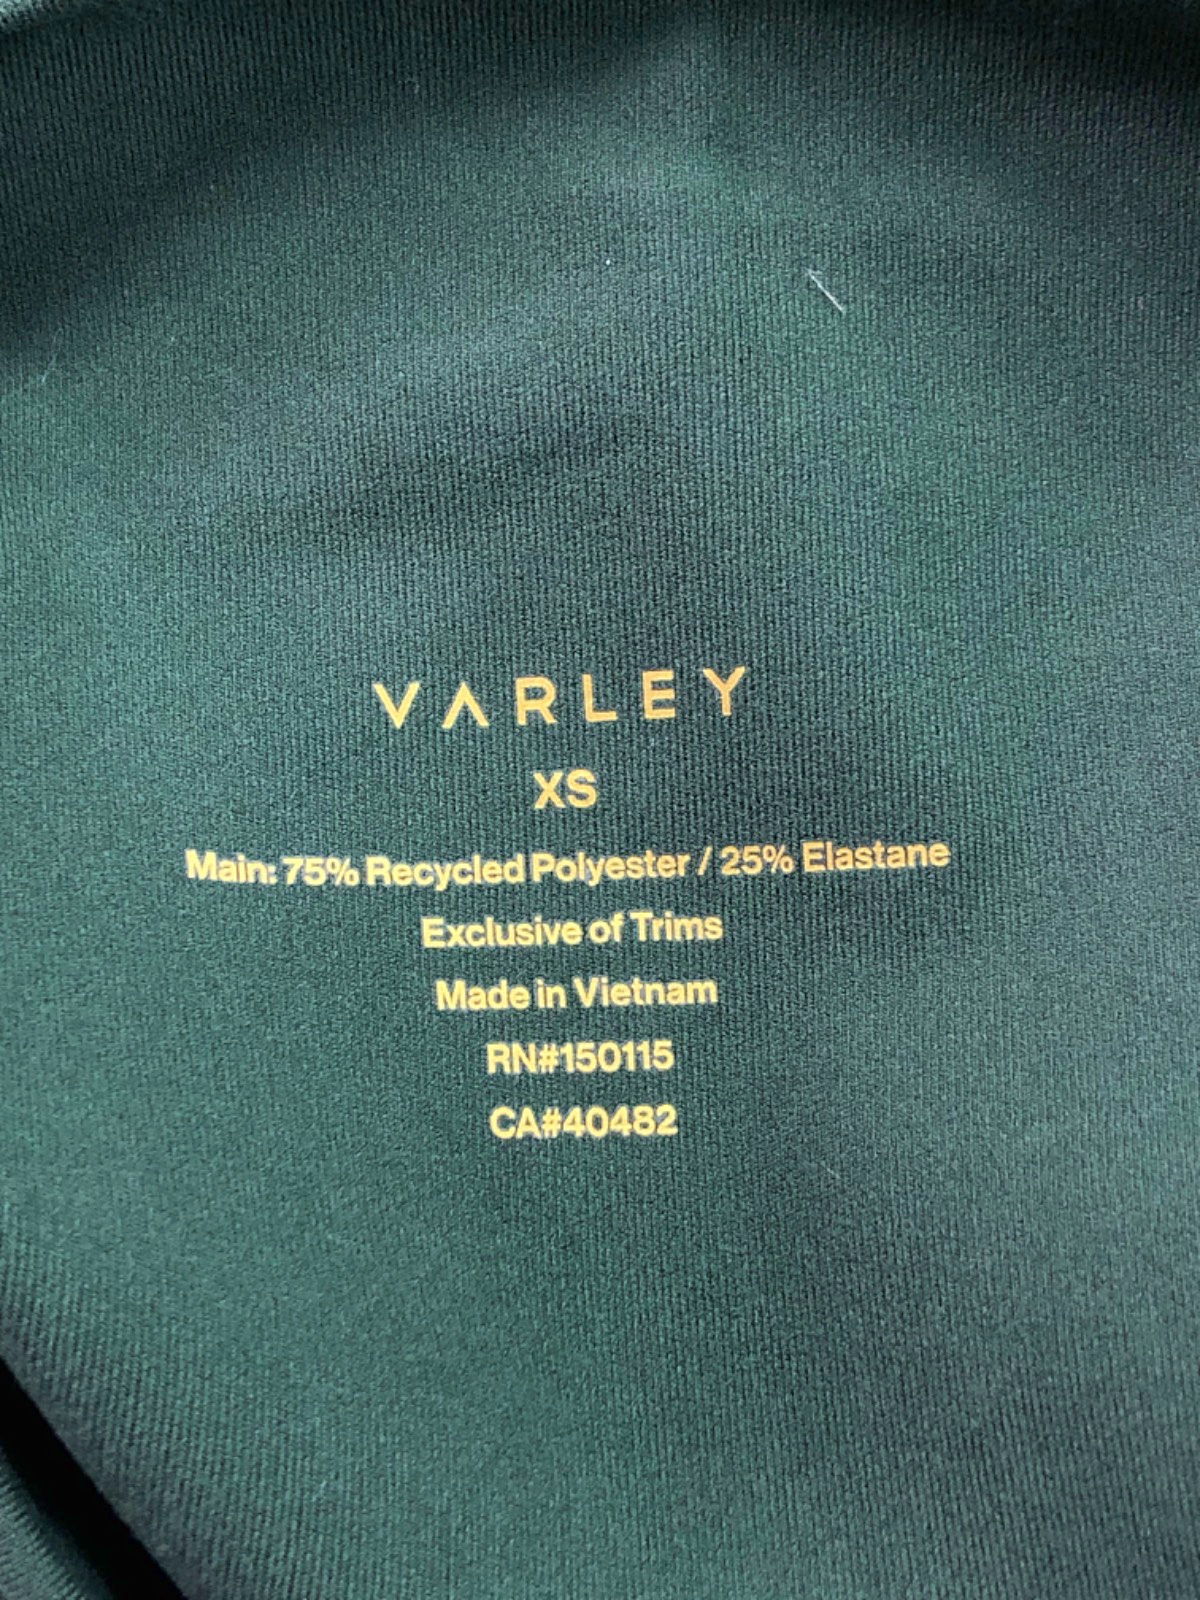 VARLEY
XS
Main: 75% Recycled Polyester / 25% Elastane
Exclusive of Trims
Made in Vietnam
RN#150115
CA#40482